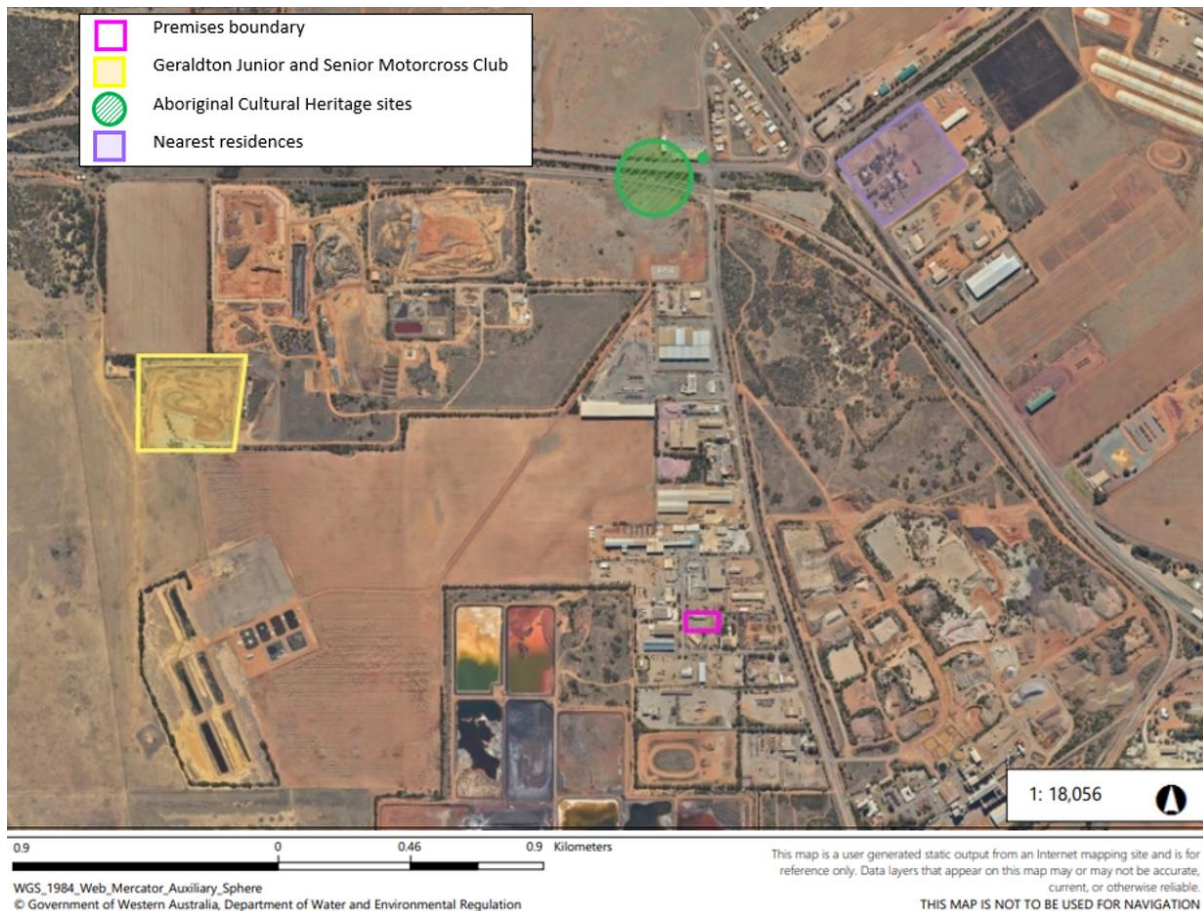 Premises boundary
Geraldton Junior and Senior Motorcross Club
Aboriginal Cultural Heritage sites
Nearest residences
1: 18,056
0.9 0 0.46 0.9 Kilometers
WGS_1984_Web_Mercator_Auxiliary_Sphere
© Government of Western Australia, Department of Water and Environmental Regulation
This map is a user generated static output from an Internet mapping site and is for
reference only. Data layers that appear on this map may or may not be accurate,
current, or otherwise reliable.
THIS MAP IS NOT TO BE USED FOR NAVIGATION.